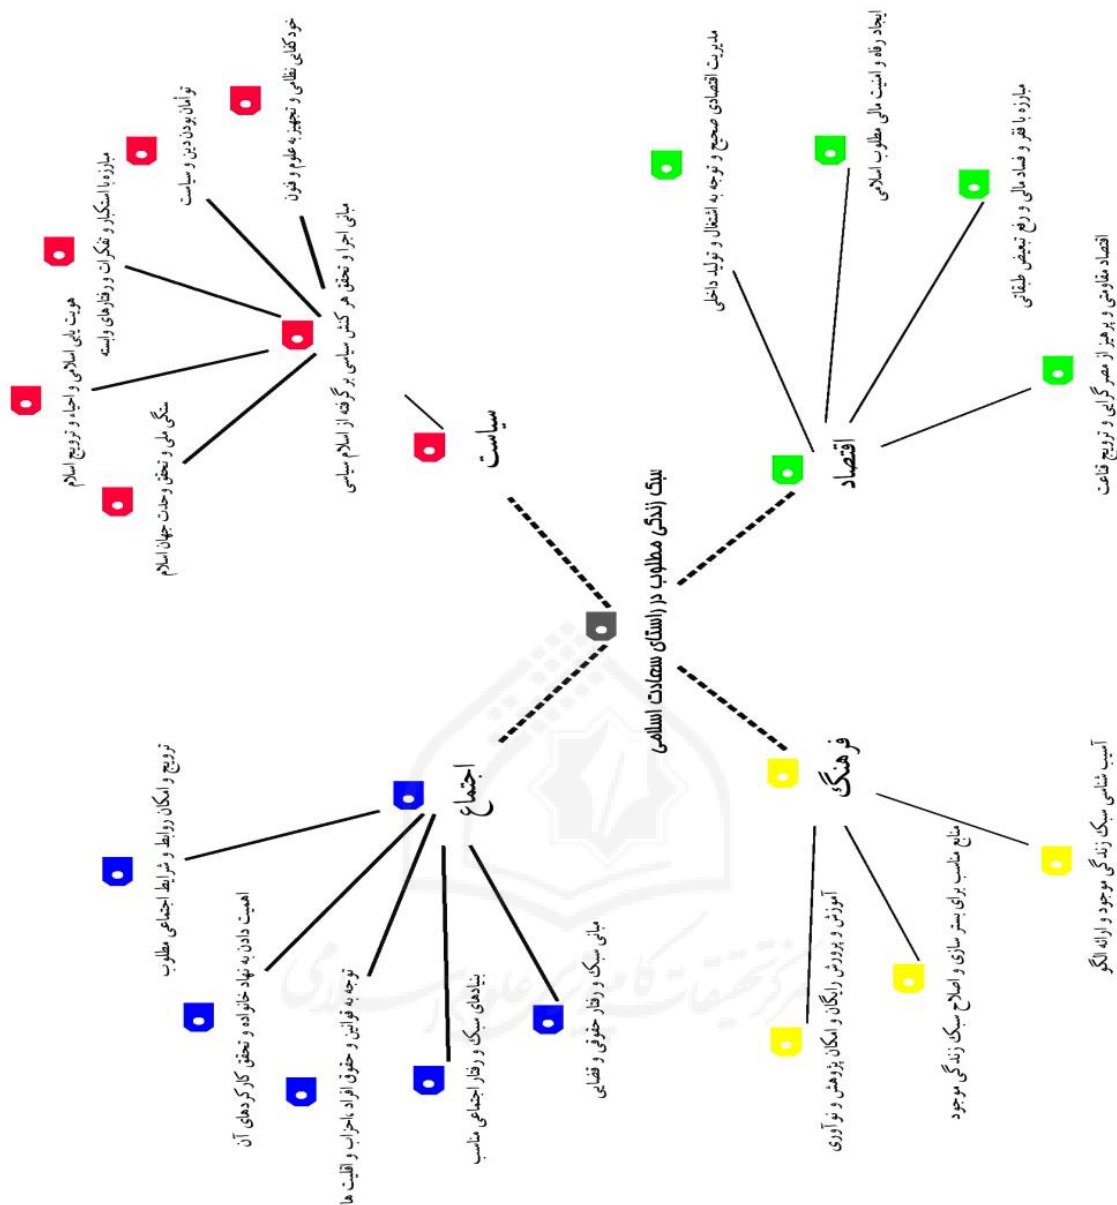 سبک زندگی مطلوب در راستای سعادت اسلامی
سیاست
مبانی اجرا و تحقق هر کنش سیاسی برگرفته از اسلام سیاسی
خودکفایی نظامی و تجهیز به علوم و فنون
توأمان بودن دین و سیاست
مبارزه با استکبار و تفکرات و رفتارهای وابسته
هویت یابی اسلامی و احیاء و ترویج اسلام
ملی و تحقق وحدت جهان اسلام
اقتصاد
مدیریت اقتصادی صحیح و توجه به اشتغال و تولید داخلی
ایجاد رفاه و امنیت مالی مطلوب اسلامی
مبارزه با فقر و فساد مالی و رفع تبعیض طبقاتی
اقتصاد مقاومتی و پرهیز از مصرگرایی و ترویج قناعت
اجتماع
ترویج و امکان روابط و شرایط اجتماعی مطلوب
اهمیت دادن به نهاد خانواده و تحقق کارکردهای آن
توجه به قوانین و حقوق افراد ،احزاب و اقلیت ها
بنیادهای سبک و رفتار اجتماعی مناسب
مبانی سبک و رفتار حقوقی و قضایی
فرهنگ
آموزش و پرورش رایگان و امکان پژوهش و نوآوری
منابع مناسب برای بستر سازی و اصلاح سبک زندگی موجود
آسیب شناسی سبک زندگی موجود و ارائه الگو
مرکز تحقیقات کامپیوتری علوم اسلامی